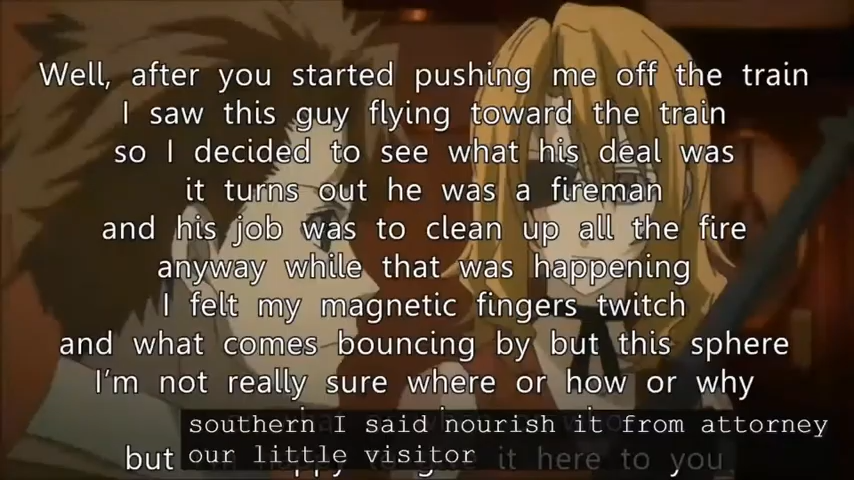 Well, after you started pushing me off the train
I saw this guy flying toward the train
so I decided to see what his deal was
it turns out he was a fireman
and his job was to clean up all the fire
anyway while that was happening
I felt my magnetic fingers twitch
and what comes bouncing by but this sphere
I'm not really sure where or how or why
southern I said nourish it from attorney
our little visitor
but it here to you